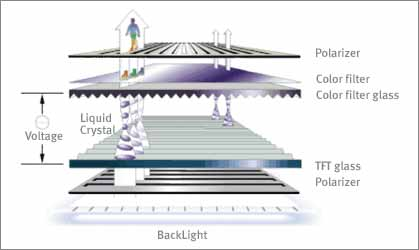 Polarizer
Color filter
Color filter glass
Liquid
Crystal
Voltage
TFT glass
Polarizer
BackLight